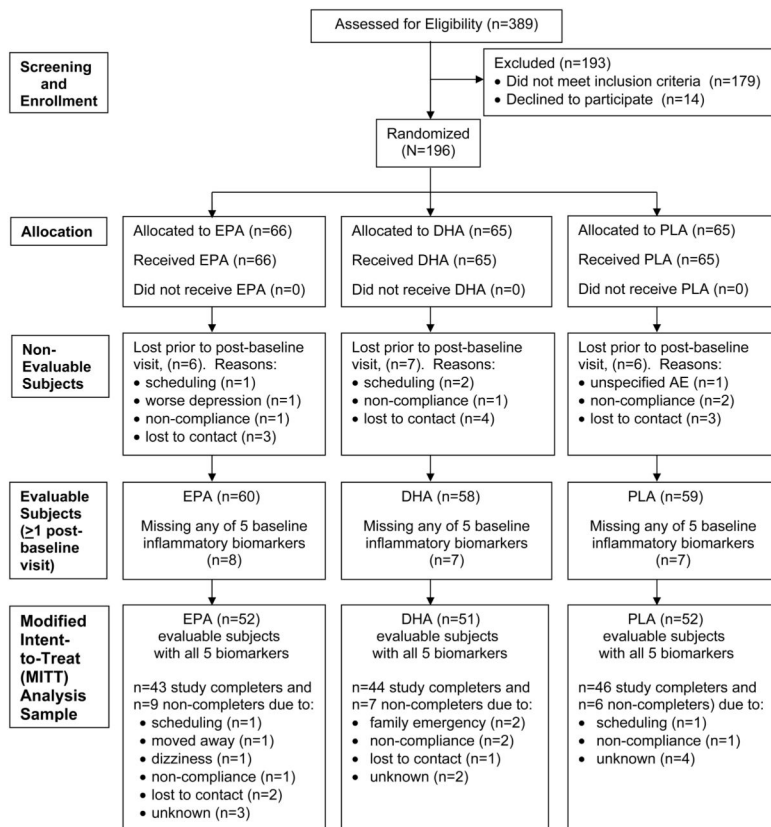 Assessed for Eligibility (n=389)
Screening
and
Enrollment
Excluded (n=193)
• Did not meet inclusion criteria (n=179)
• Declined to participate (n=14)
Randomized
(N=196)
Allocation
Allocated to EPA (n=66)
Received EPA (n=66)
Did not receive EPA (n=0)
Allocated to DHA (n=65)
Received DHA (n=65)
Did not receive DHA (n=0)
Allocated to PLA (n=65)
Received PLA (n=65)
Did not receive PLA (n=0)
Non-
Evaluable
Subjects
Lost prior to post-baseline
visit, (n=6). Reasons:
• scheduling (n=1)
• worse depression (n=1)
• non-compliance (n=1)
• lost to contact (n=3)
Lost prior to post-baseline
visit, (n=7). Reasons:
• scheduling (n=2)
• non-compliance (n=1)
• lost to contact (n=4)
Lost prior to post-baseline
visit, (n=6). Reasons:
• unspecified AE (n=1)
• non-compliance (n=2)
• lost to contact (n=3)
Evaluable
Subjects
(≥1 post-
baseline
visit)
EPA (n=60)
Missing any of 5 baseline
inflammatory biomarkers
(n=8)
DHA (n=58)
Missing any of 5 baseline
inflammatory biomarkers
(n=7)
PLA (n=59)
Missing any of 5 baseline
inflammatory biomarkers
(n=7)
Modified
Intent-
to-Treat
(MITT)
Analysis
Sample
EPA (n=52)
evaluable subjects
with all 5 biomarkers
n=43 study completers and
n=9 non-completers due to:
• scheduling (n=1)
• moved away (n=1)
• dizziness (n=1)
• non-compliance (n=1)
• lost to contact (n=2)
• unknown (n=3)
DHA (n=51)
evaluable subjects
with all 5 biomarkers
n=44 study completers and
n=7 non-completers due to:
• family emergency (n=2)
• non-compliance (n=2)
• lost to contact (n=1)
• unknown (n=2)
PLA (n=52)
evaluable subjects
with all 5 biomarkers
n=46 study completers and
n=6 non-completers) due to:
• scheduling (n=1)
• non-compliance (n=1)
• unknown (n=4)